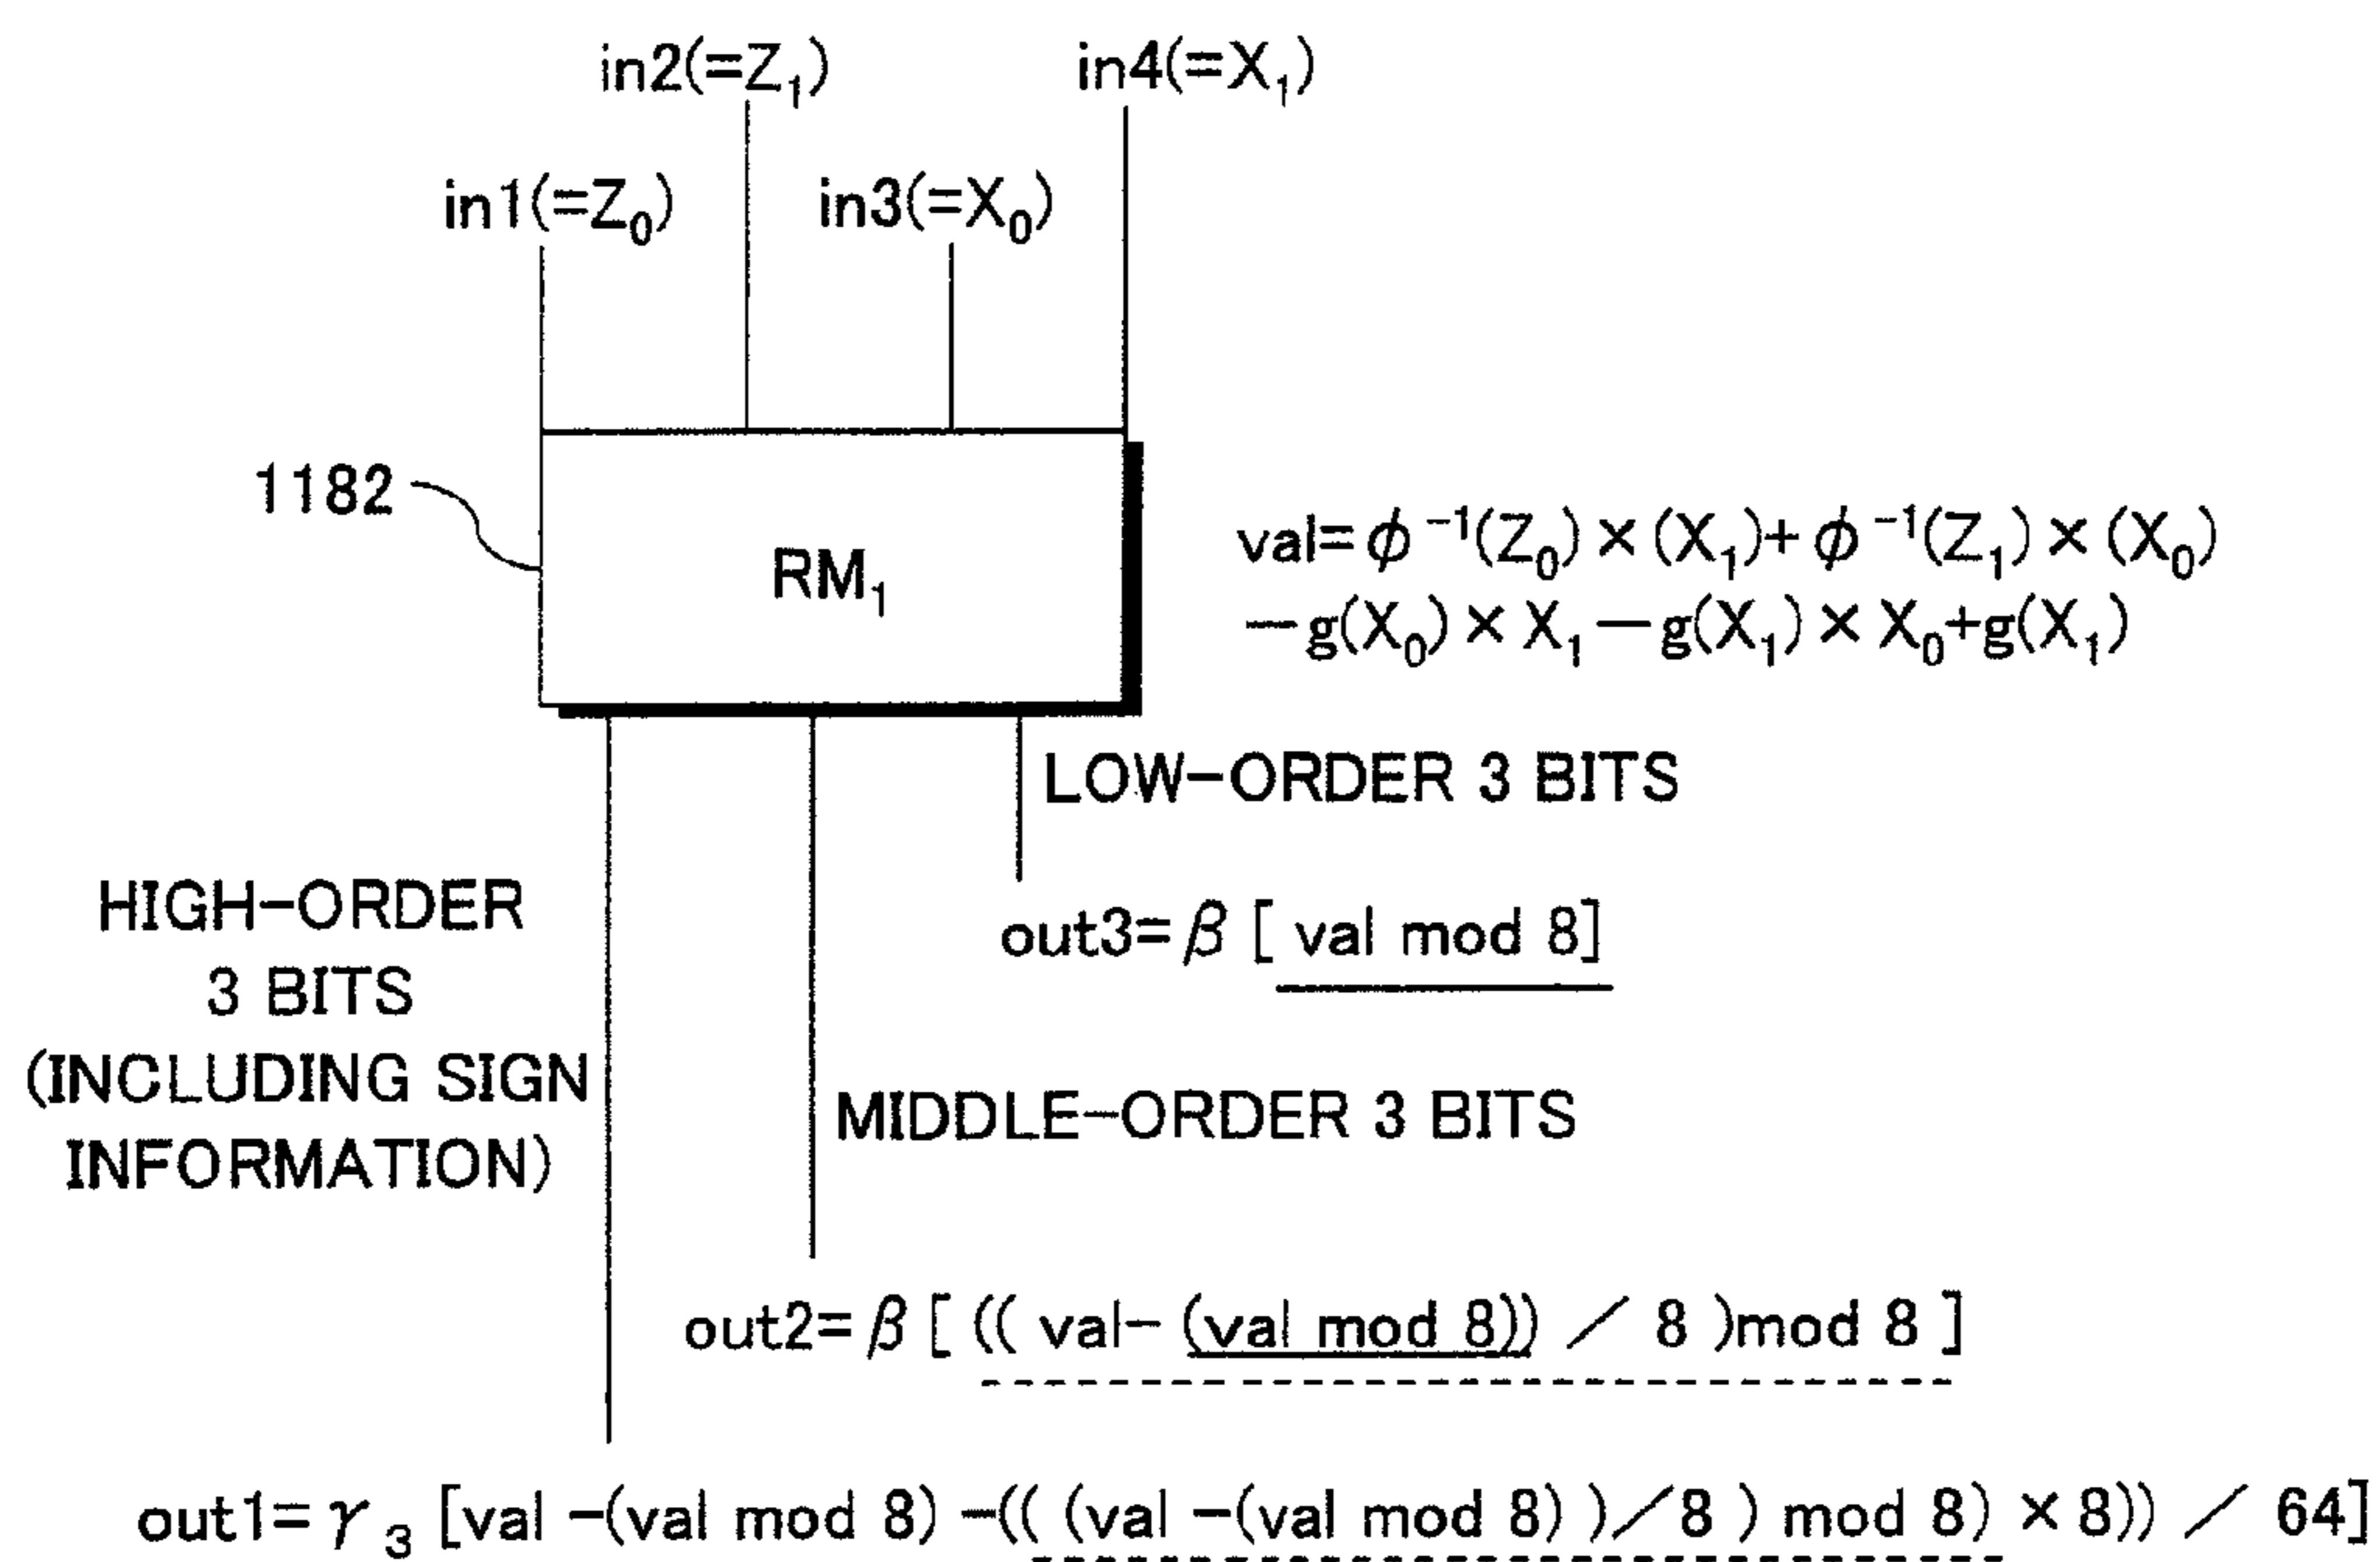 in2(=Z₁)
in4(=X₁)
in1(=Z₀)
in3(=X₀)
1182
RM₁
val=ϕ⁻¹(Z₀)×(X₁)+ϕ⁻¹(Z₁)×(X₀)
−g(X₀)×X₁−g(X₁)×X₀+g(X₁)
LOW−ORDER 3 BITS
HIGH−ORDER
3 BITS
(INCLUDING SIGN
INFORMATION)
out3=β [ val mod 8]
MIDDLE−ORDER 3 BITS
out2=β [ (( val− (val mod 8)) ／ 8 )mod 8 ]
out1=γ₃ [val −(val mod 8) −(( (val −(val mod 8) )／8 ) mod 8) ×8)) ／ 64]